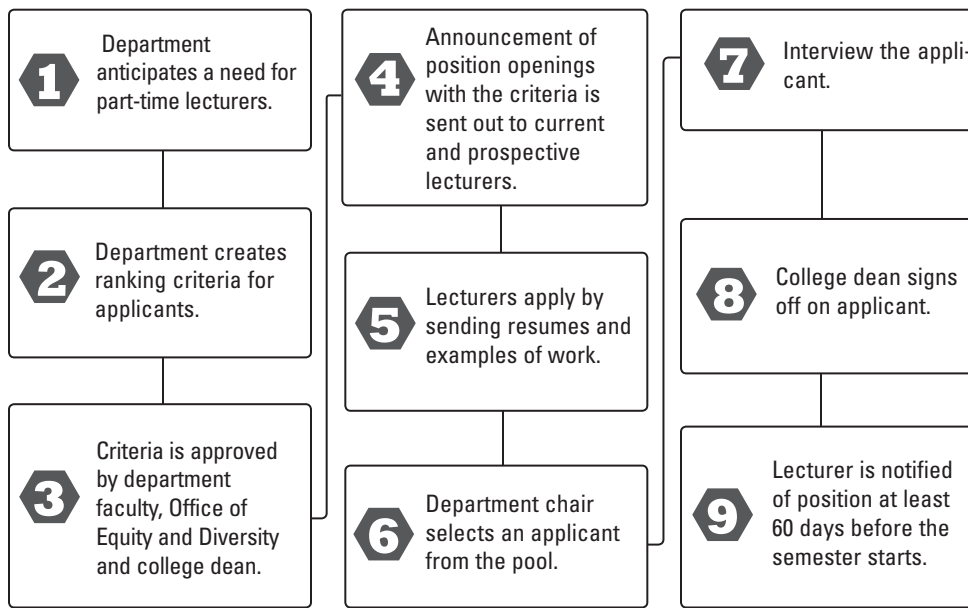 1
Department
anticipates a need for
part-time lecturers.
2
Department creates
ranking criteria for
applicants.
3
Criteria is approved
by department
faculty, Office of
Equity and Diversity
and college dean.
4
Announcement of
position openings
with the criteria is
sent out to current
and prospective
lecturers.
5
Lecturers apply by
sending resumes and
examples of work.
6
Department chair
selects an applicant
from the pool.
7
Interview the appli-
cant.
8
College dean signs
off on applicant.
9
Lecturer is notified
of position at least
60 days before the
semester starts.